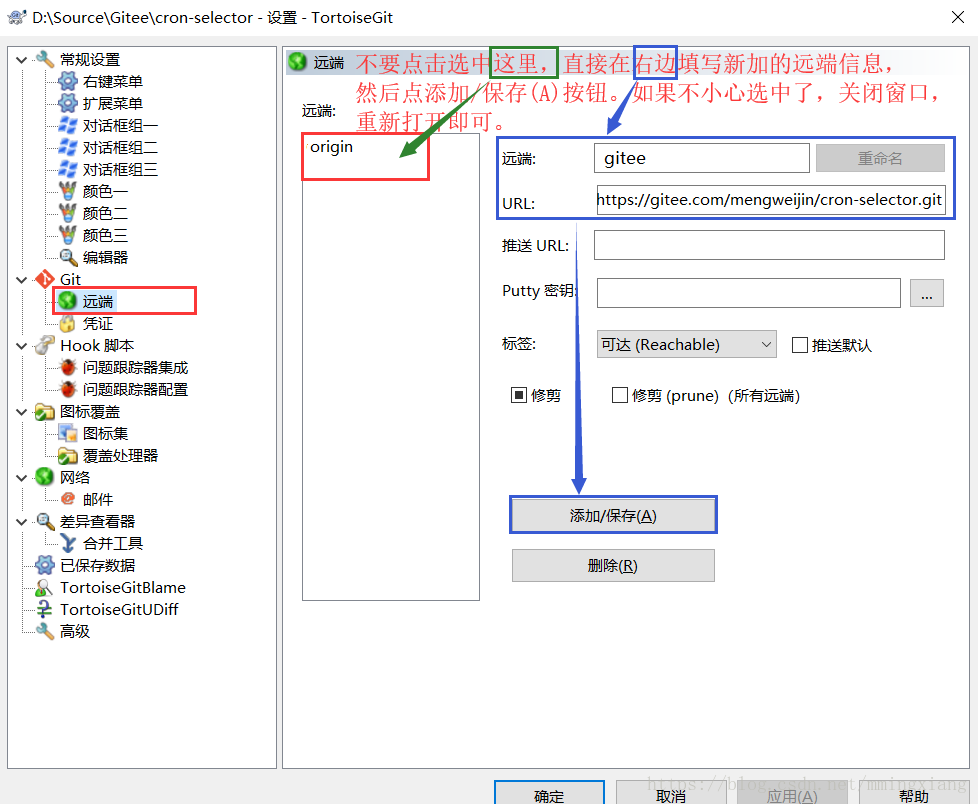 D:\Source\Gitee\cron-selector - 设置 - TortoiseGit
常规设置
右键菜单
扩展菜单
对话框组一
对话框组二
对话框组三
颜色一
颜色二
颜色三
编辑器
Git
远端
凭证
Hook 脚本
问题跟踪器集成
问题跟踪器配置
图标覆盖
图标集
覆盖处理器
网络
邮件
差异查看器
合并工具
已保存数据
TortoiseGitBlame
TortoiseGitUDiff
高级
远端
不要点击选中这里，直接在右边填写新加的远端信息，
然后点添加/保存(A)按钮。如果不小心选中了，关闭窗口，
重新打开即可。
远端:
origin
远端: gitee 重命名
URL: https://gitee.com/mengweijin/cron-selector.git
推送 URL:
Putty 密钥: ...
标签: 可达 (Reachable) 推送默认
修剪 修剪 (prune) (所有远端)
添加/保存(A)
删除(R)
https://blog.csdn.net/mmingxiang
确定 取消 应用(A) 帮助